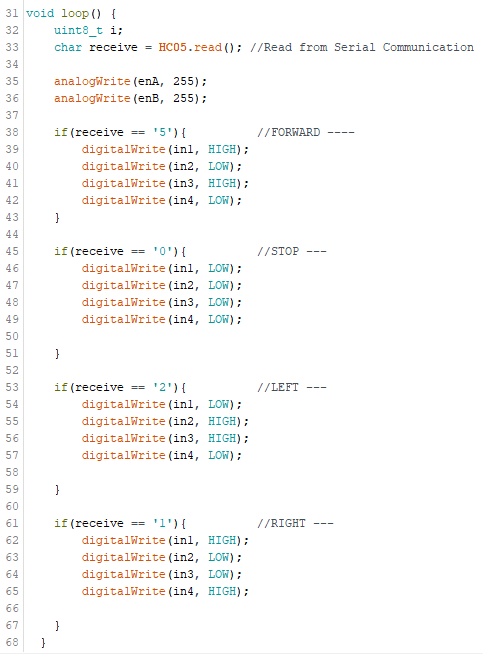 31 void loop() {
32 uint8_t i;
33 char receive = HC05.read(); //Read from Serial Communication
34
35 analogWrite(enA, 255);
36 analogWrite(enB, 255);
37
38 if(receive == '5'){ //FORWARD ----
39 digitalWrite(in1, HIGH);
40 digitalWrite(in2, LOW);
41 digitalWrite(in3, HIGH);
42 digitalWrite(in4, LOW);
43 }
44
45 if(receive == '0'){ //STOP ---
46 digitalWrite(in1, LOW);
47 digitalWrite(in2, LOW);
48 digitalWrite(in3, LOW);
49 digitalWrite(in4, LOW);
50
51 }
52
53 if(receive == '2'){ //LEFT ---
54 digitalWrite(in1, LOW);
55 digitalWrite(in2, HIGH);
56 digitalWrite(in3, HIGH);
57 digitalWrite(in4, LOW);
58
59 }
60
61 if(receive == '1'){ //RIGHT ---
62 digitalWrite(in1, HIGH);
63 digitalWrite(in2, LOW);
64 digitalWrite(in3, LOW);
65 digitalWrite(in4, HIGH);
66
67 }
68 }